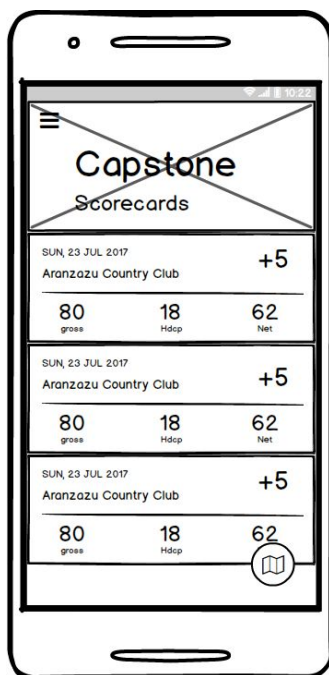 10:22
Capstone
Scorecards
SUN, 23 JUL 2017
+5
Aranzazu Country Club
80 18 62
gross Hdcp Net
SUN, 23 JUL 2017
+5
Aranzazu Country Club
80 18 62
gross Hdcp Net
SUN, 23 JUL 2017
+5
Aranzazu Country Club
80 18 62
gross Hdcp